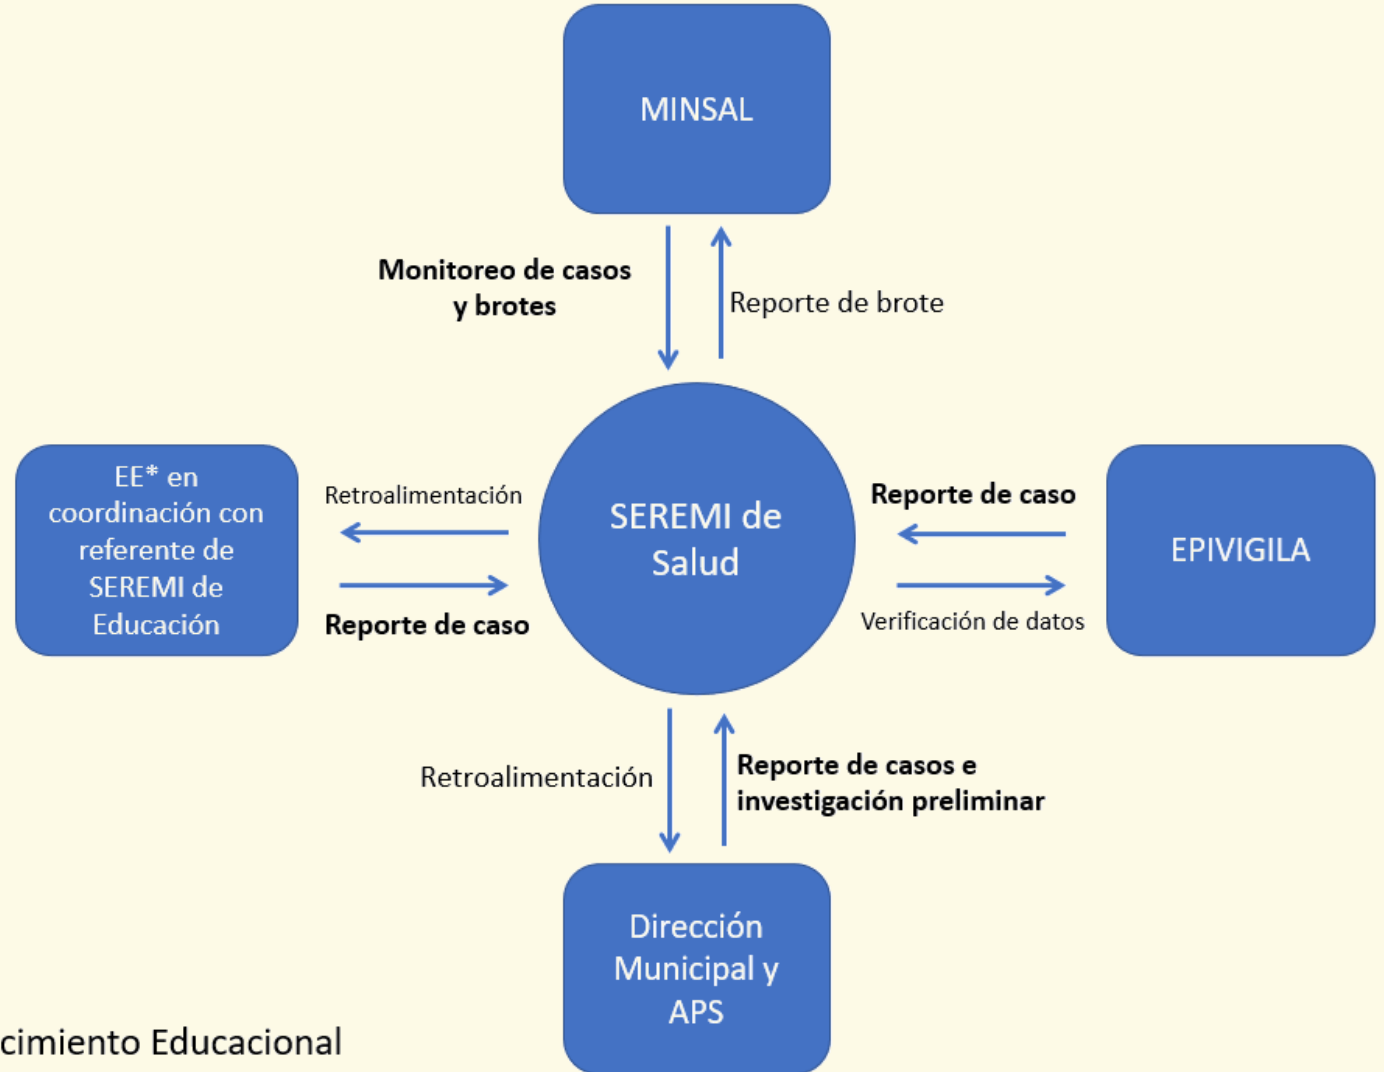 MINSAL
Monitoreo de casos
y brotes
Reporte de brote
EE* en
coordinación con
referente de
SEREMI de
Educación
Retroalimentación
Reporte de caso
SEREMI de
Salud
Reporte de caso
Verificación de datos
EPIVIGILA
Retroalimentación
Reporte de casos e
investigación preliminar
Dirección
Municipal y
APS
cimiento Educacional